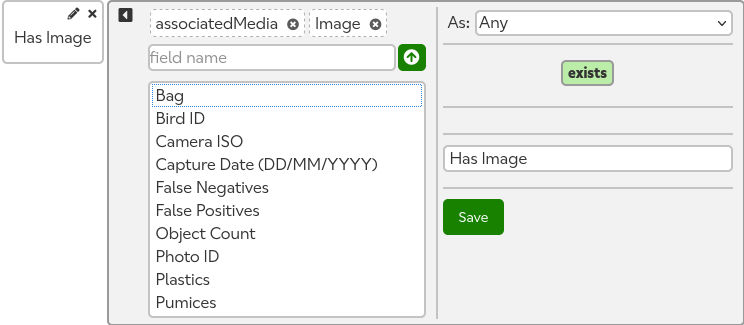 Has Image
associatedMedia
Image
field name
Bag
Bird ID
Camera ISO
Capture Date (DD/MM/YYYY)
False Negatives
False Positives
Object Count
Photo ID
Plastics
Pumices
As: Any
exists
Has Image
Save